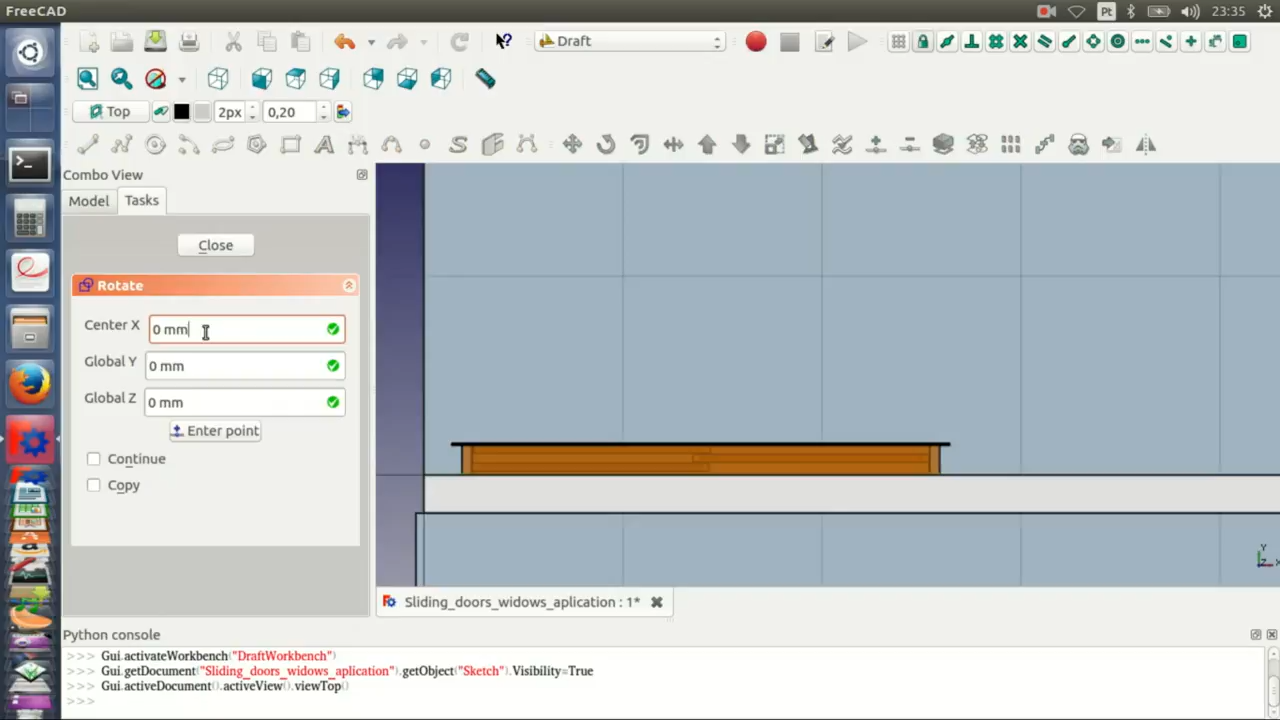 FreeCAD
Pt
23:35
Draft
Top
2px
0,20
Combo View
Model
Tasks
Close
Rotate
Center X
0 mm
Global Y
0 mm
Global Z
0 mm
Enter point
Continue
Copy
Y
Z
X
Sliding_doors_widows_aplication : 1*
Python console
>>> Gui.activateWorkbench("DraftWorkbench")
>>> Gui.getDocument("Sliding_doors_widows_aplication").getObject("Sketch").Visibility=True
>>> Gui.activeDocument().activeView().viewTop()
>>>